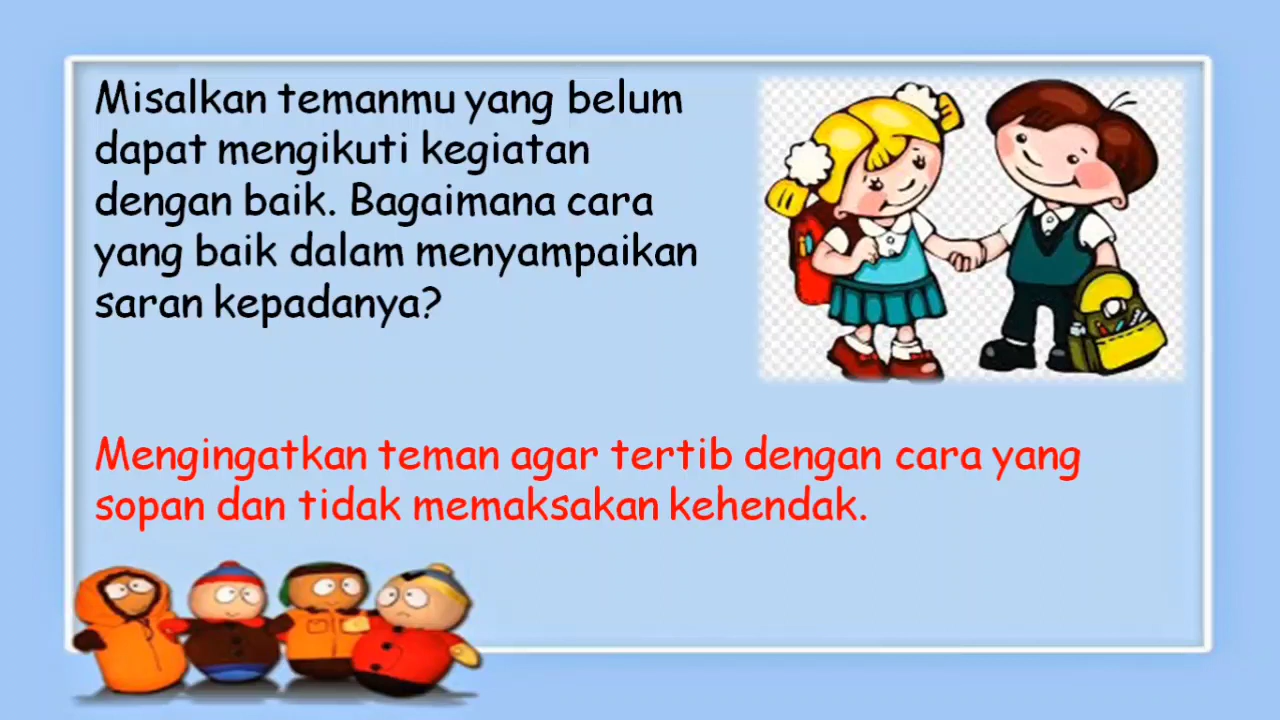 Misalkan temanmu yang belum
dapat mengikuti kegiatan
dengan baik. Bagaimana cara
yang baik dalam menyampaikan
saran kepadanya?
Mengingatkan teman agar tertib dengan cara yang
sopan dan tidak memaksakan kehendak.